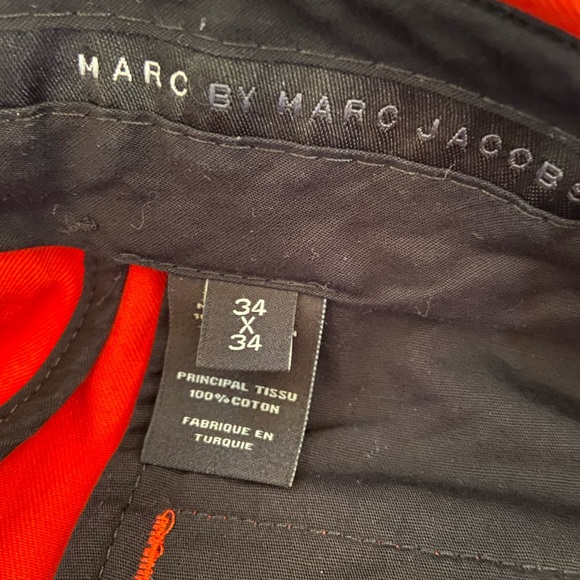 MARC BY MARC JACOBS
34
X
34
PRINCIPAL TISSU
100% COTON
FABRIQUE EN
TURQUIE